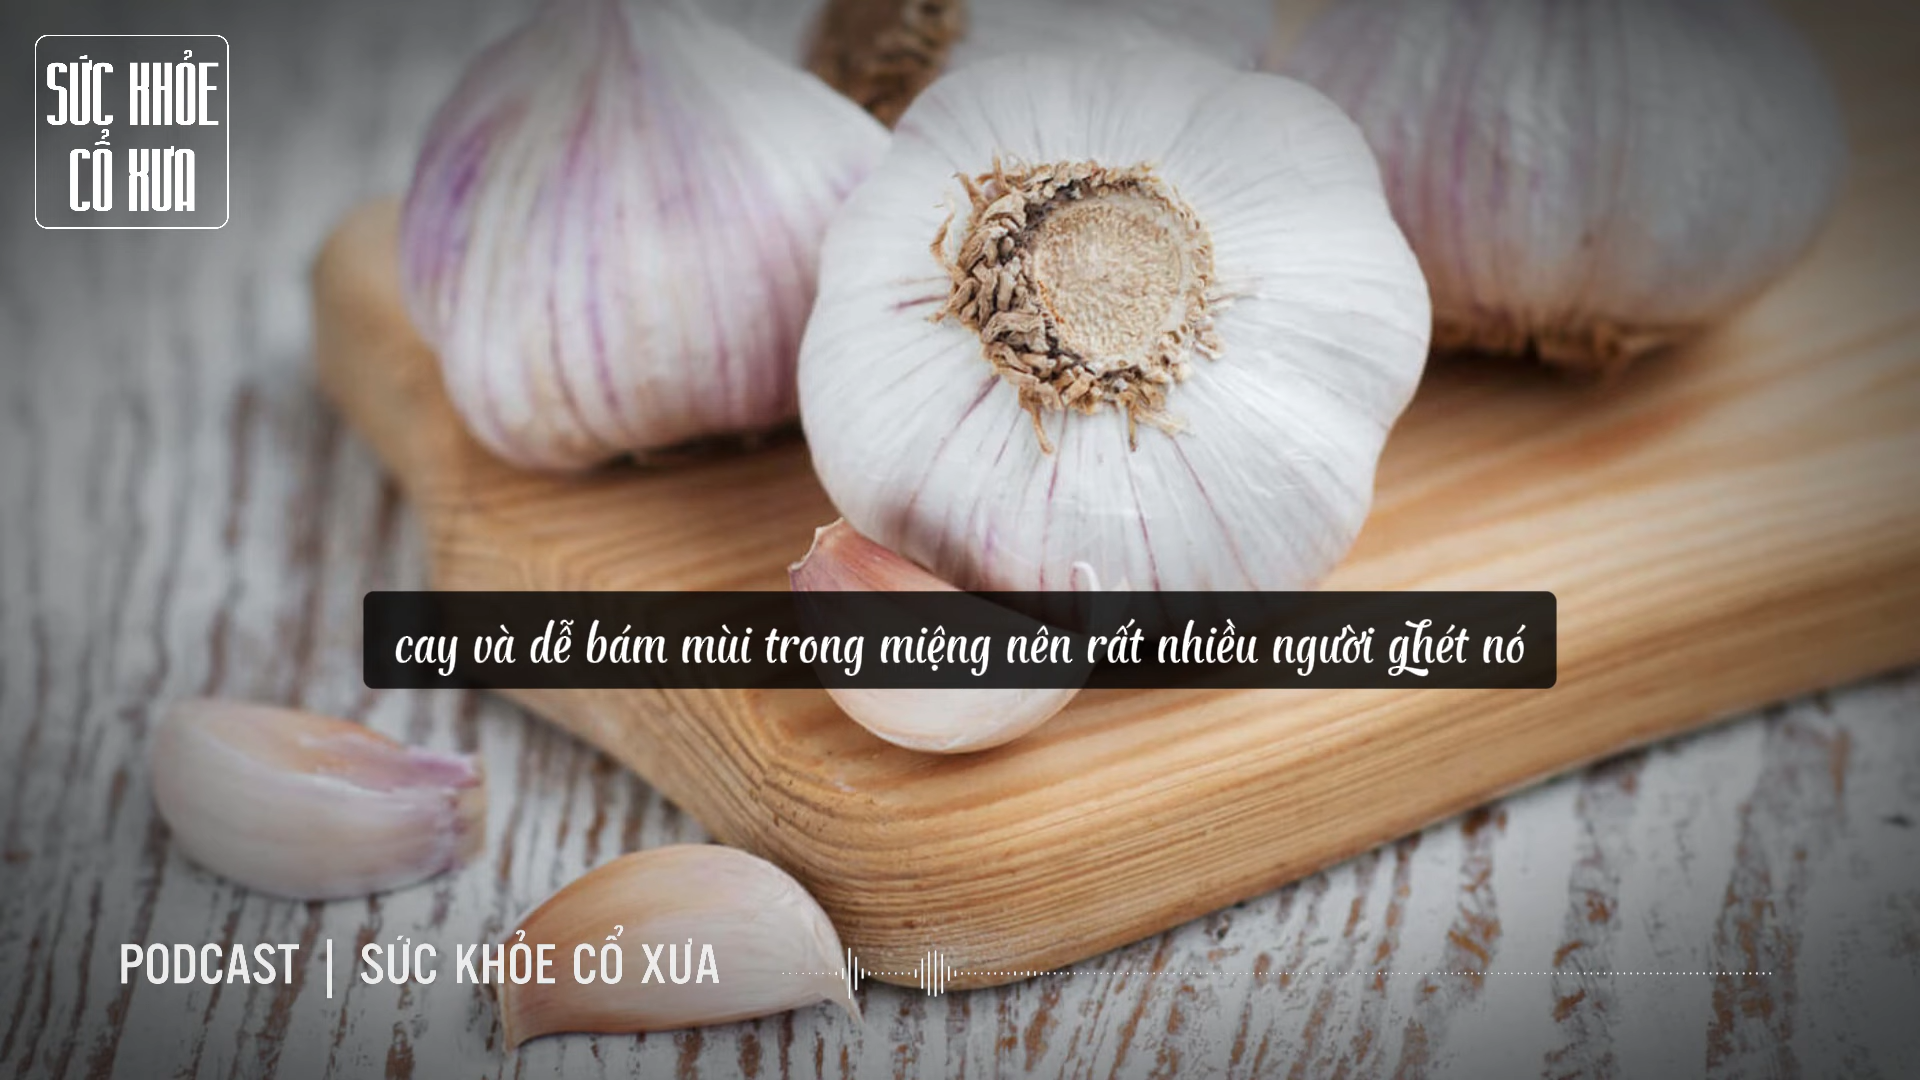 SỨC KHỎE
CỔ XƯA
cay và dễ bám mùi trong miệng nên rất nhiều người ghét nó
PODCAST | SỨC KHỎE CỔ XƯA